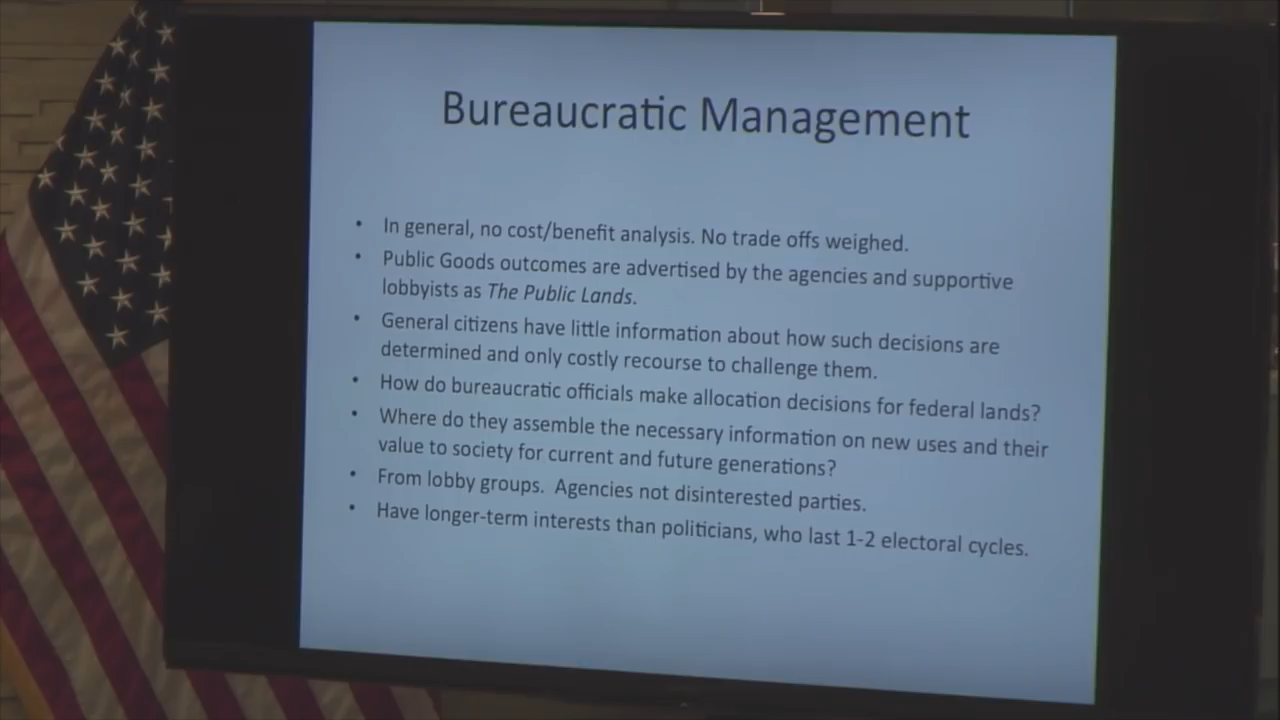 Bureaucratic Management
• In general, no cost/benefit analysis. No trade offs weighed.
• Public Goods outcomes are advertised by the agencies and supportive
lobbyists as The Public Lands.
• General citizens have little information about how such decisions are
determined and only costly recourse to challenge them.
• How do bureaucratic officials make allocation decisions for federal lands?
• Where do they assemble the necessary information on new uses and their
value to society for current and future generations?
• From lobby groups.  Agencies not disinterested parties.
• Have longer-term interests than politicians, who last 1-2 electoral cycles.